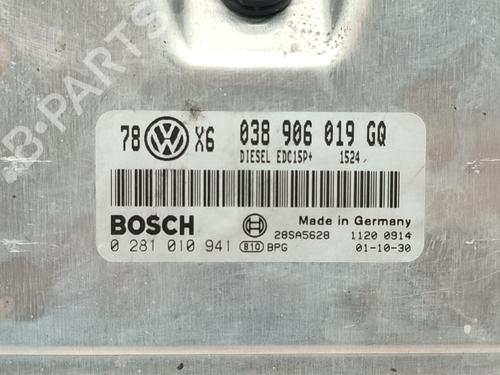 B-PARTS
78 VW X6 038 906 019 GQ
DIESEL EDC15P+ 1524
BOSCH
Made in Germany
28SA5628 1120 0914
0 281 010 941 810 BPG 01-10-30